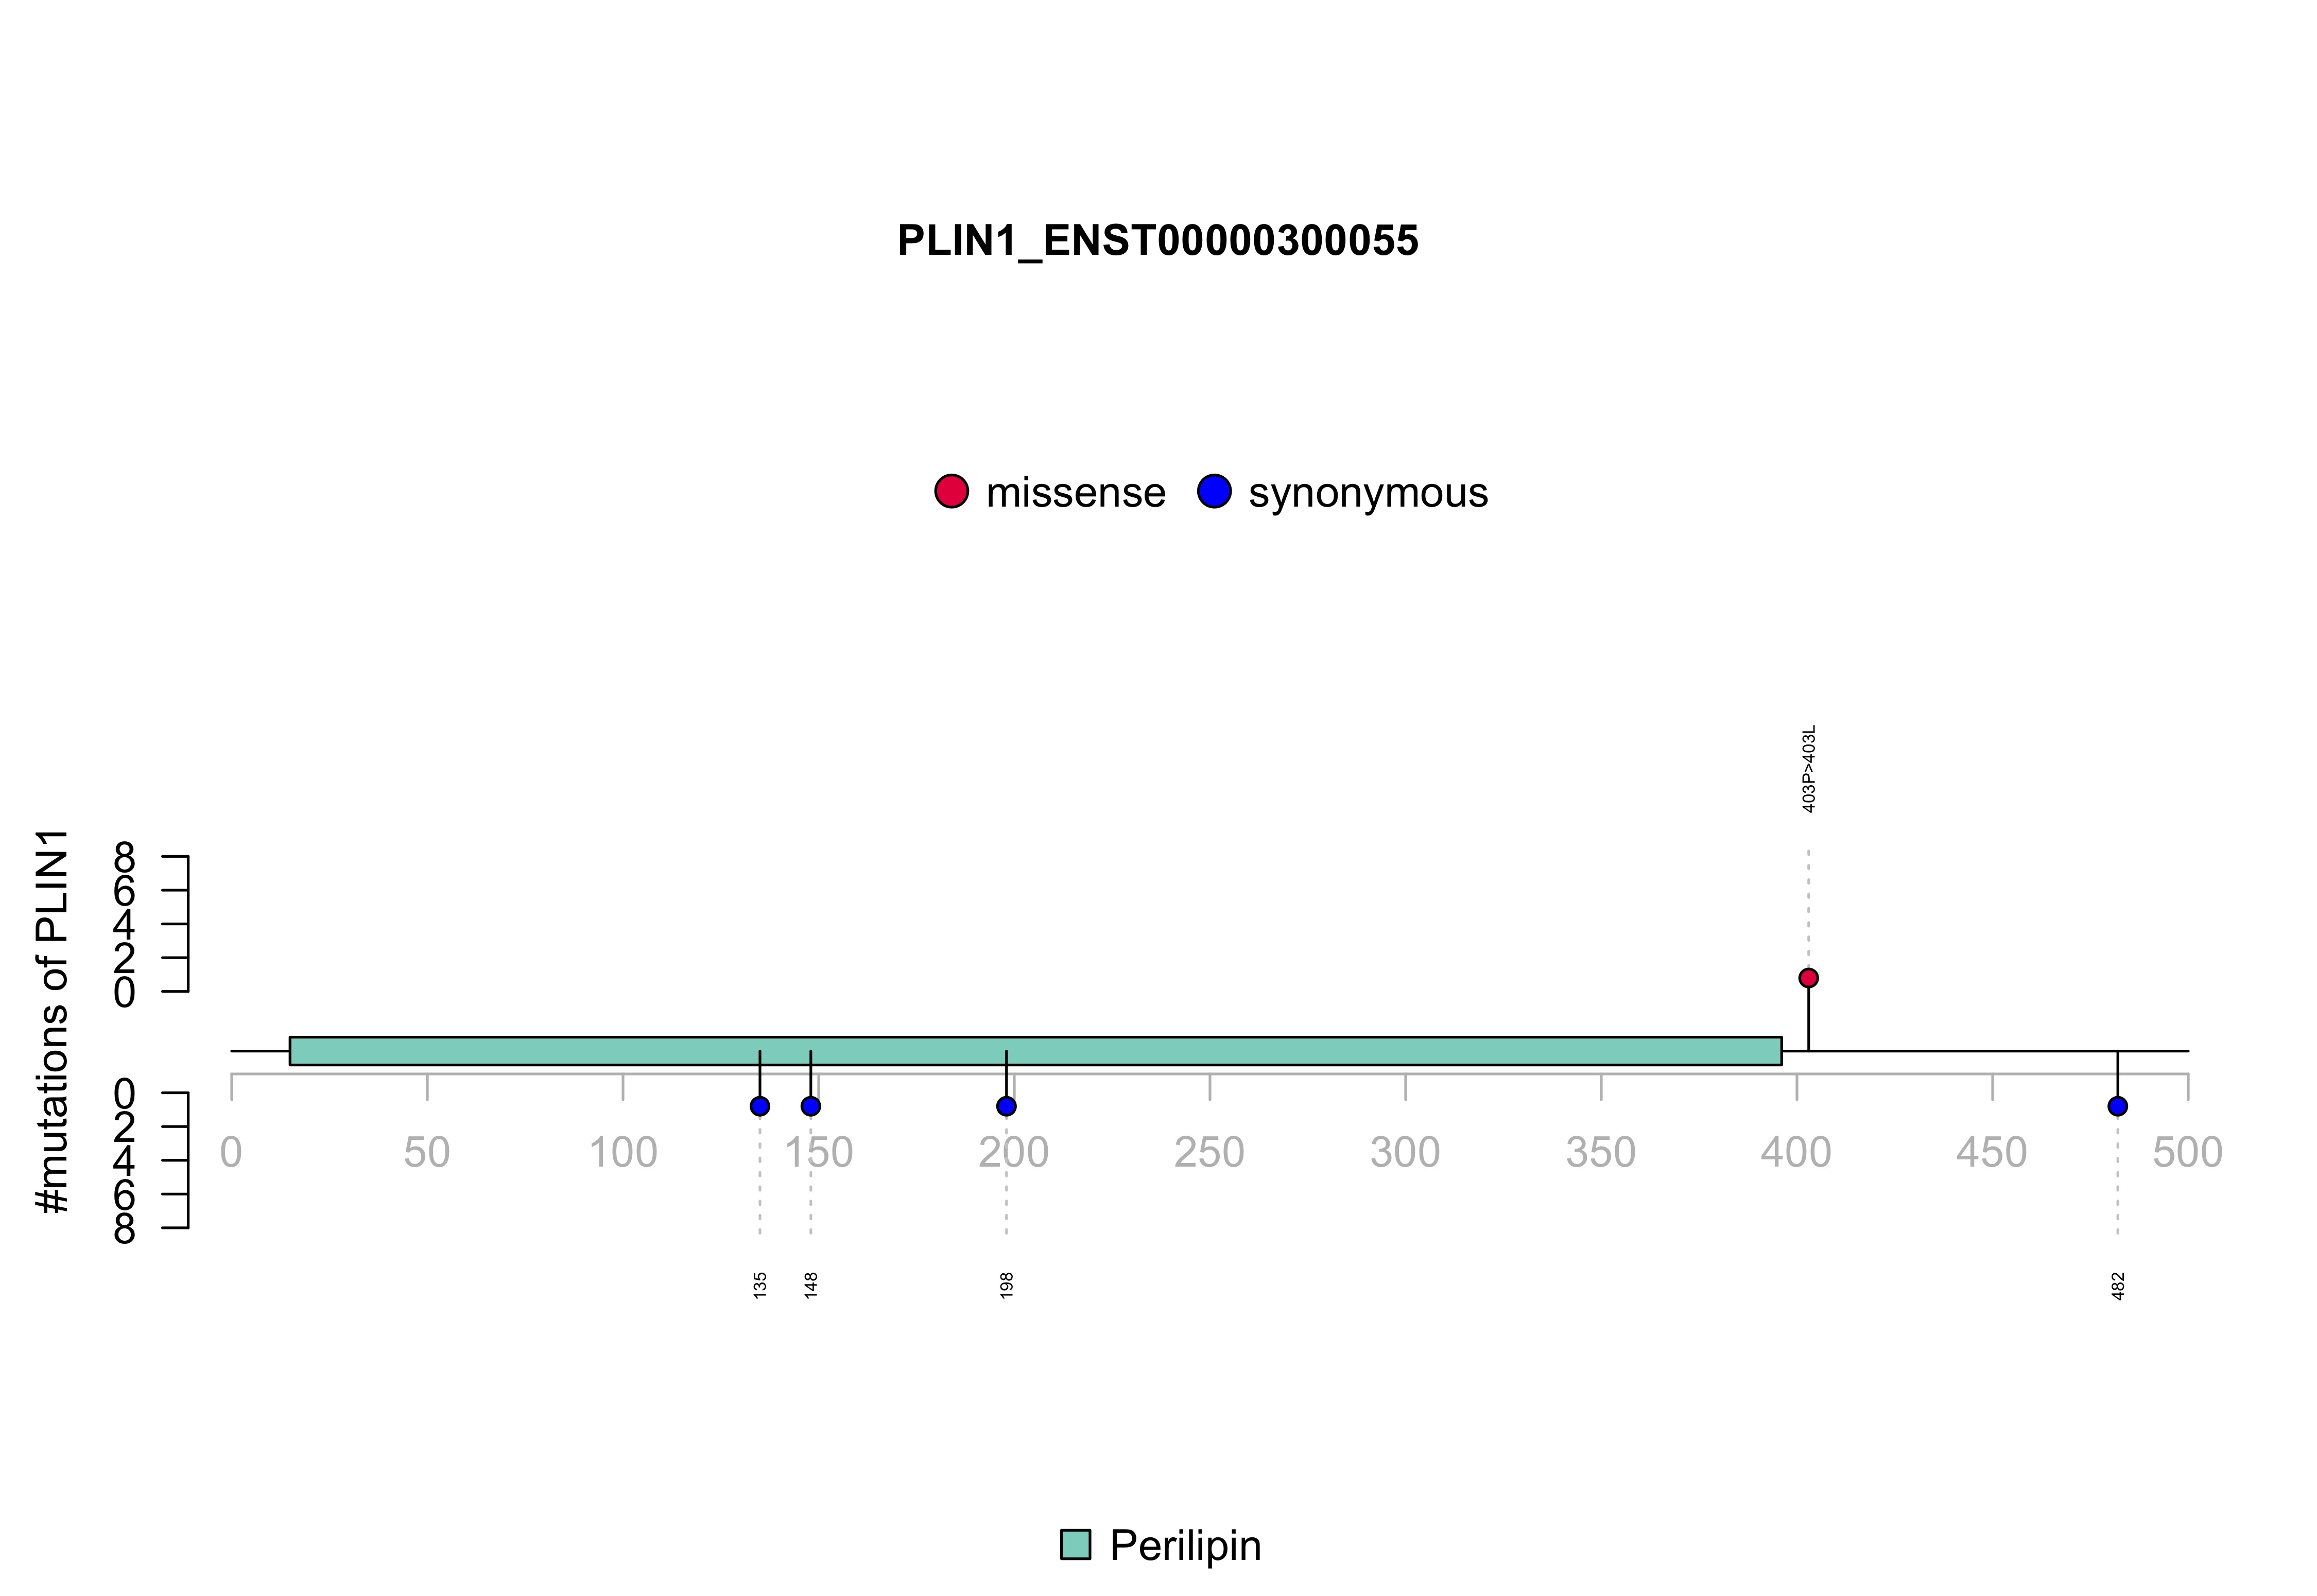 PLIN1_ENST00000300055
missense synonymous
403P>403L
#mutations of PLIN1
8
6
4
2
0
0
2
4
6
8
0 50 100 150 200 250 300 350 400 450 500
135 148 198 482
Perilipin